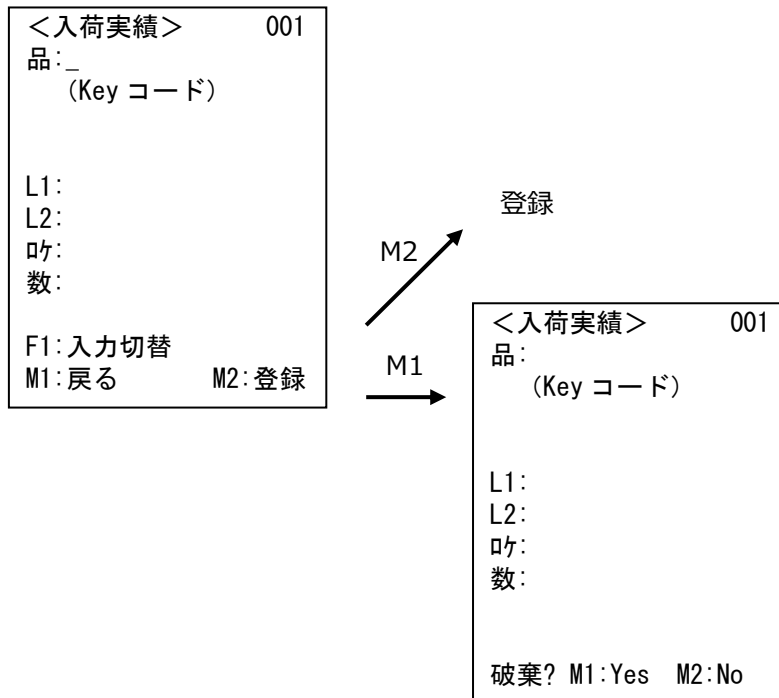 ＜入荷実績＞ 001
品:_
(Key コード)
L1:
L2:
ﾛｹ:
数:
F1:入力切替
M1:戻る M2:登録
M2
登録
M1
＜入荷実績＞ 001
品:
(Key コード)
L1:
L2:
ﾛｹ:
数:
破棄? M1:Yes M2:No